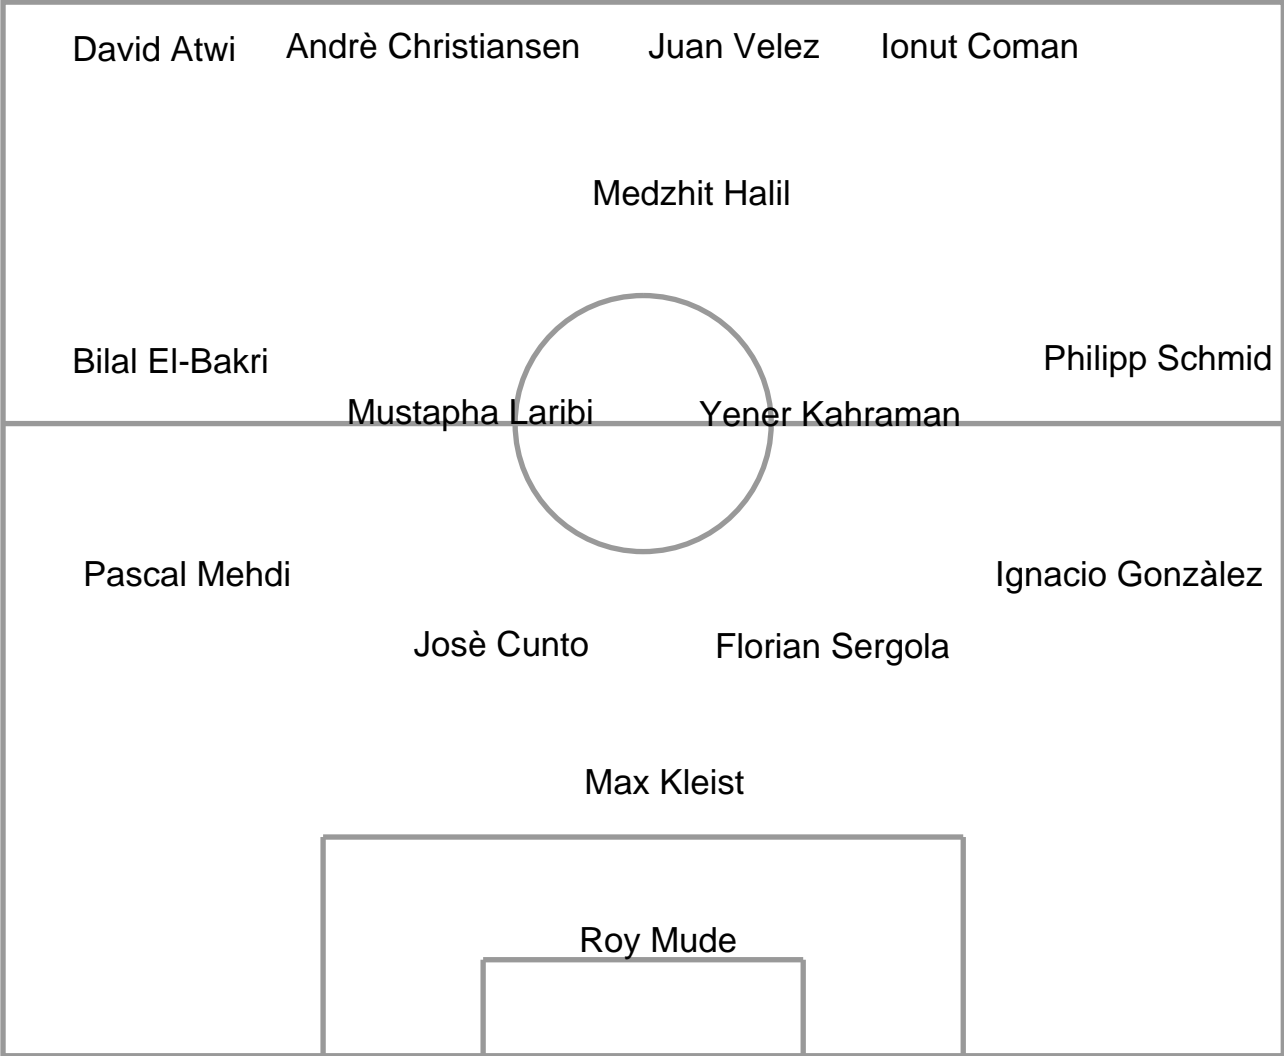 David Atwi
Andrè Christiansen
Juan Velez
Ionut Coman
Medzhit Halil
Bilal El-Bakri
Philipp Schmid
Mustapha Laribi
Yener Kahraman
Pascal Mehdi
Ignacio Gonzàlez
Josè Cunto
Florian Sergola
Max Kleist
Roy Mude